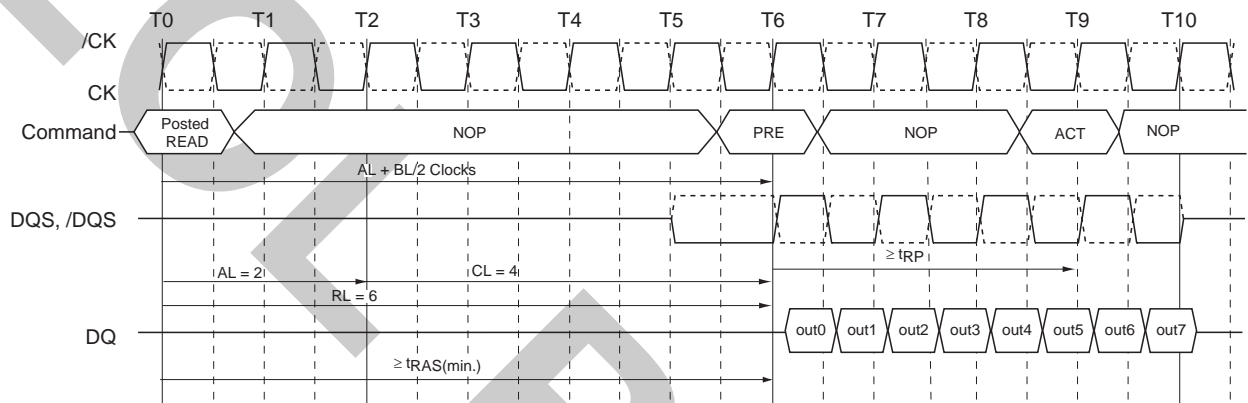 T0 T1 T2 T3 T4 T5 T6 T7 T8 T9 T10
/CK
CK
Command
Posted
READ
NOP
PRE
NOP
ACT
NOP
AL + BL/2 Clocks
DQS, /DQS
≥ tRP
AL = 2
CL = 4
RL = 6
DQ
out0 out1 out2 out3 out4 out5 out6 out7
≥ tRAS(min.)